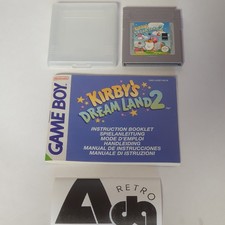 GAME BOY
KIRBY'S
DREAM LAND 2
INSTRUCTION BOOKLET
SPIELANLEITUNG
MODE D'EMPLOI
HANDLEIDING
MANUAL DE INSTRUCCIONES
MANUALE DI ISTRUZIONI
RETRO